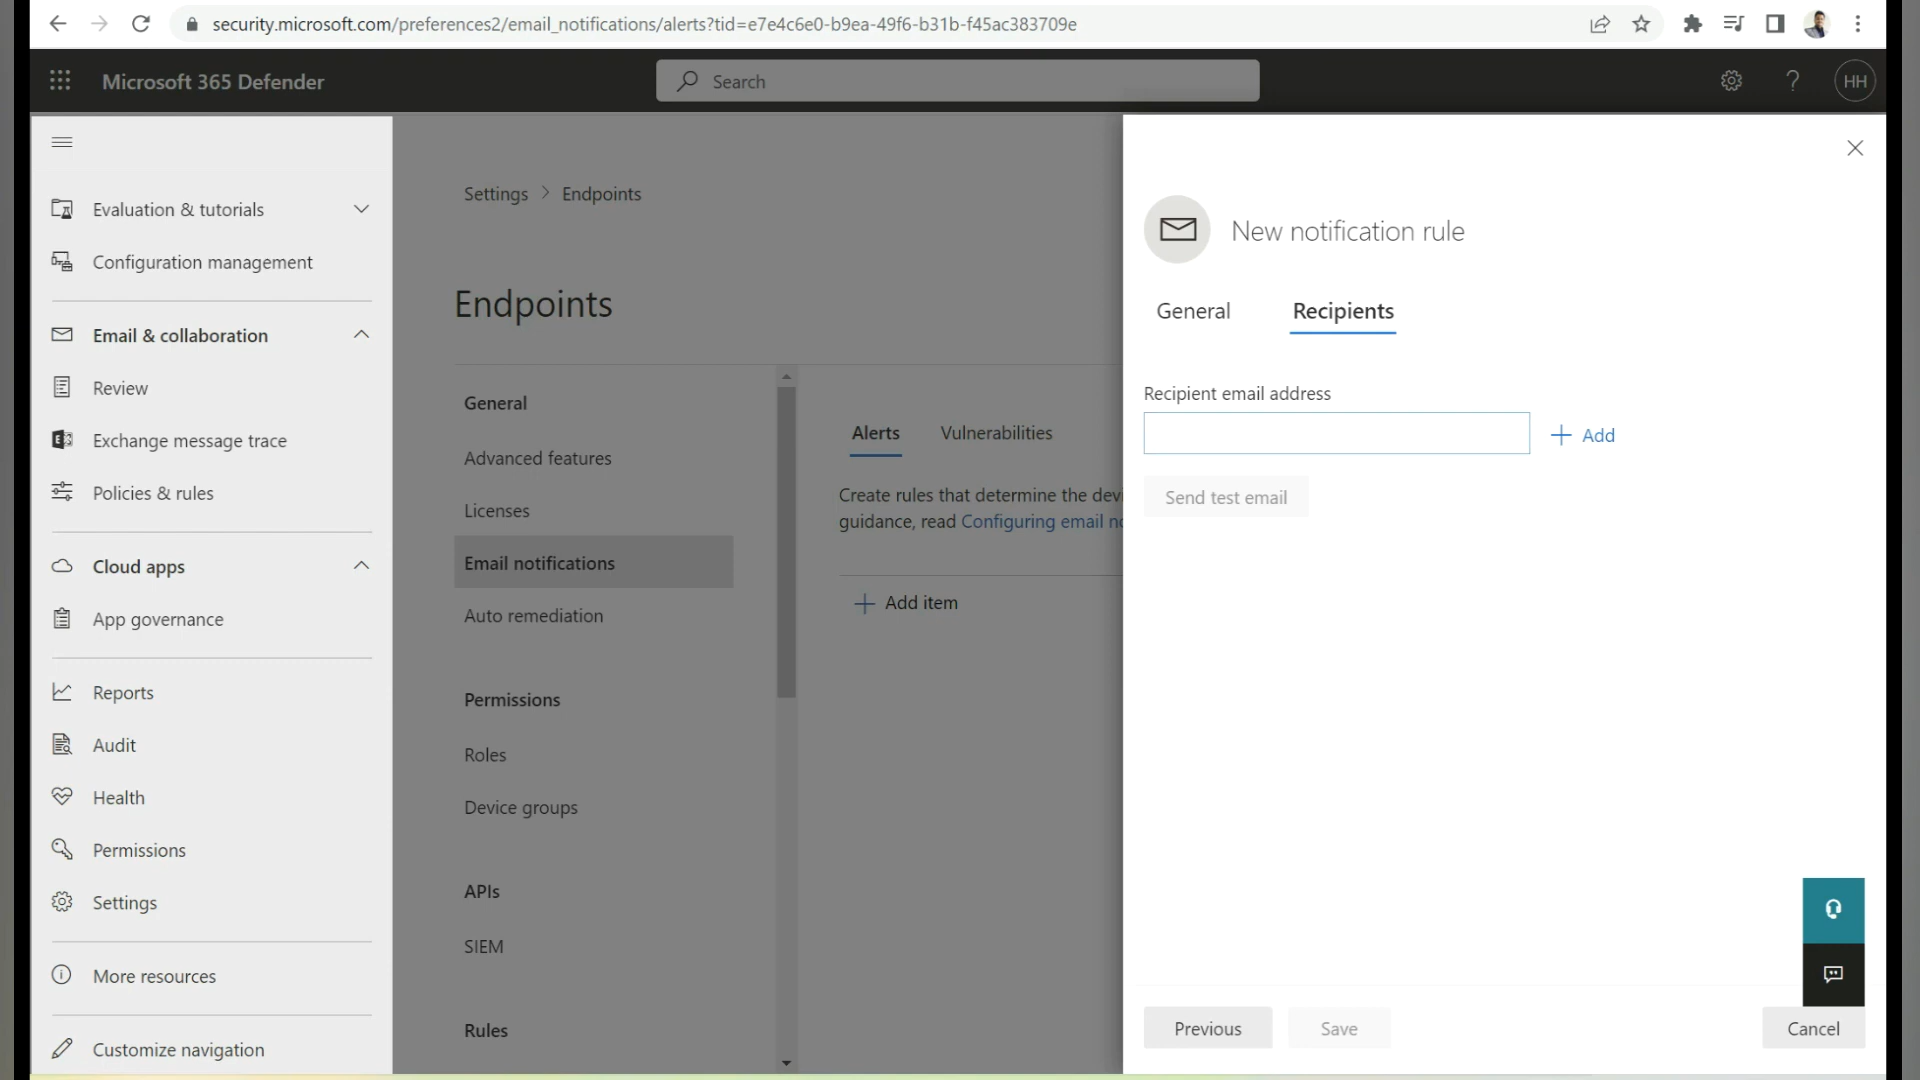 security.microsoft.com/preferences2/email_notifications/alerts?tid=e7e4c6e0-b9ea-49f6-b31b-f45ac383709e
Microsoft 365 Defender
Search
HH
Evaluation & tutorials
Configuration management
Email & collaboration
Review
Exchange message trace
Policies & rules
Cloud apps
App governance
Reports
Audit
Health
Permissions
Settings
More resources
Customize navigation
Settings > Endpoints
Endpoints
General
Advanced features
Licenses
Email notifications
Auto remediation
Permissions
Roles
Device groups
APIs
SIEM
Rules
Alerts Vulnerabilities
Create rules that determine the devi
guidance, read Configuring email no
Add item
New notification rule
General Recipients
Recipient email address
Add
Send test email
Previous Save Cancel